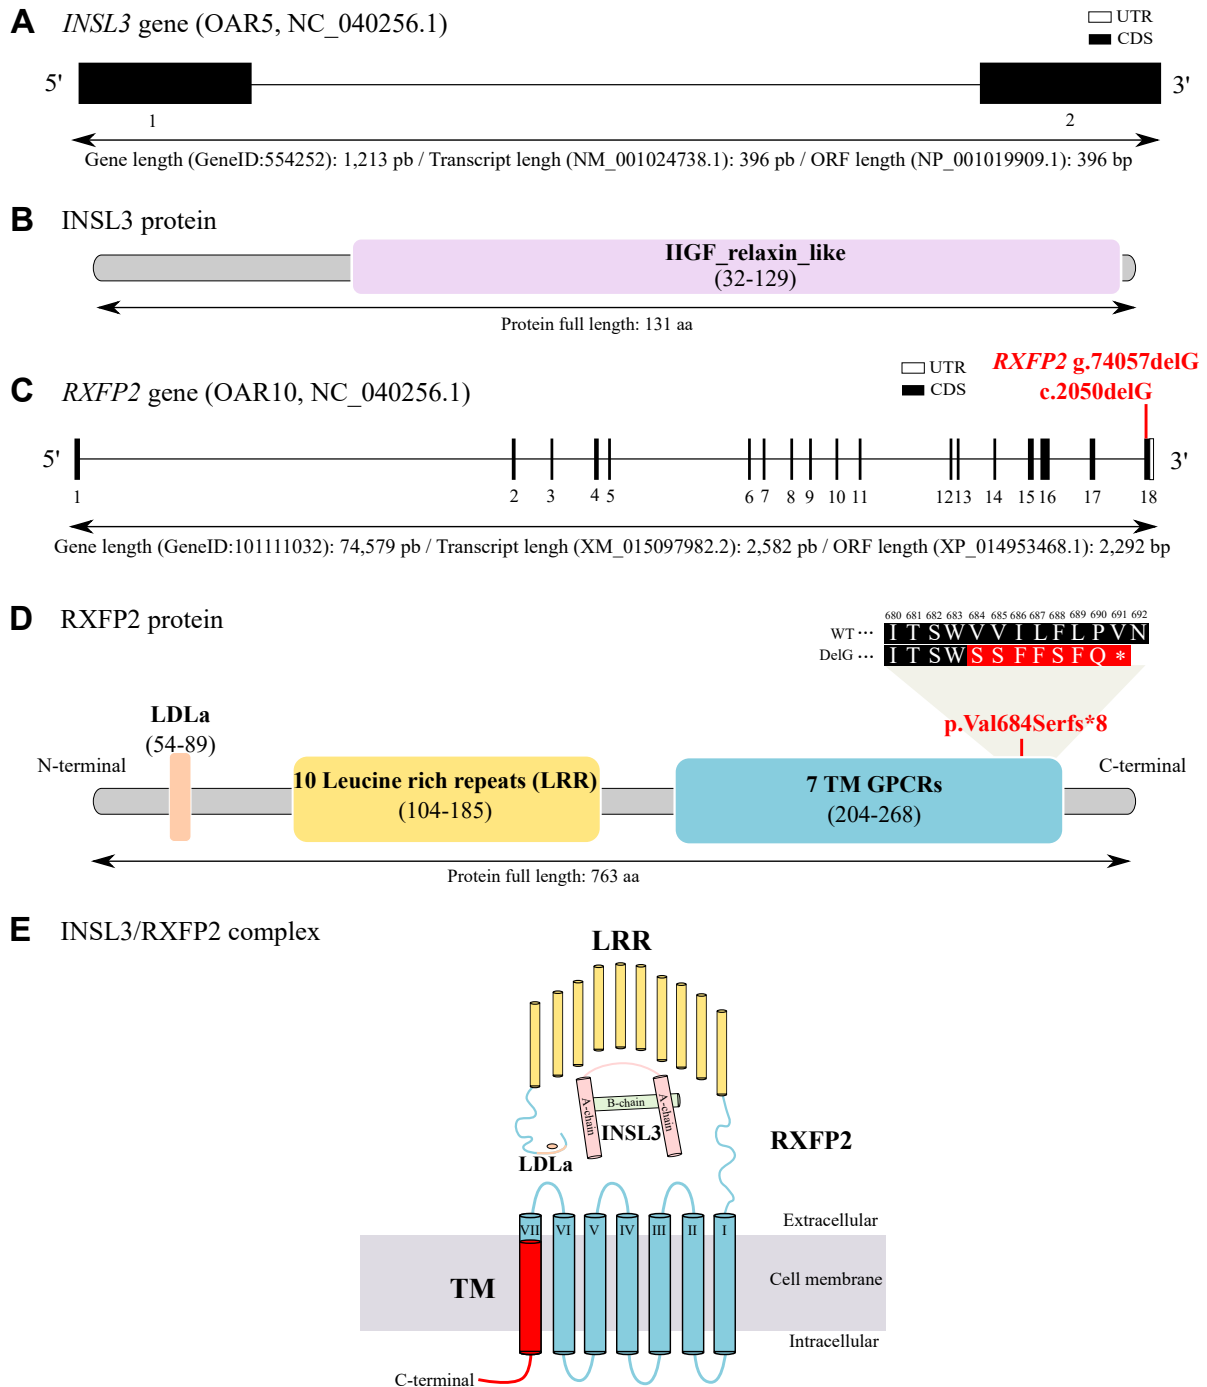 A INSL3 gene (OAR5, NC_040256.1)
UTR
CDS
5'
3'
1
2
Gene length (GeneID:554252): 1,213 pb / Transcript lengh (NM_001024738.1): 396 pb / ORF length (NP_001019909.1): 396 bp
B INSL3 protein
IIGF_relaxin_like
(32-129)
Protein full length: 131 aa
C RXFP2 gene (OAR10, NC_040256.1)
UTR
CDS
RXFP2 g.74057delG
c.2050delG
5'
3'
1 2 3 4 5 6 7 8 9 10 11 12 13 14 15 16 17 18
Gene length (GeneID:101111032): 74,579 pb / Transcript lengh (XM_015097982.2): 2,582 pb / ORF length (XP_014953468.1): 2,292 bp
D RXFP2 protein
680 681 682 683 684 685 686 687 688 689 690 691 692
WT ··· I T S W V V I L F L P V N
DelG ··· I T S W S S F F S F Q *
p.Val684Serfs*8
LDLa
(54-89)
N-terminal
C-terminal
10 Leucine rich repeats (LRR)
(104-185)
7 TM GPCRs
(204-268)
Protein full length: 763 aa
E INSL3/RXFP2 complex
LRR
A-chain
B-chain
A-chain
INSL3
LDLa
RXFP2
VII VI V IV III II I
Extracellular
TM
Cell membrane
Intracellular
C-terminal